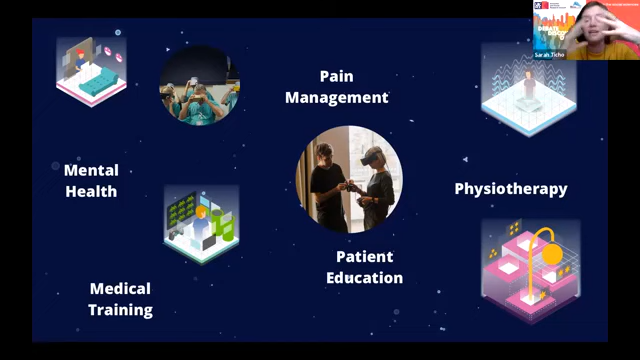 Pain
Management
Mental
Health
Physiotherapy
Patient
Education
Medical
Training
Sarah Ticho